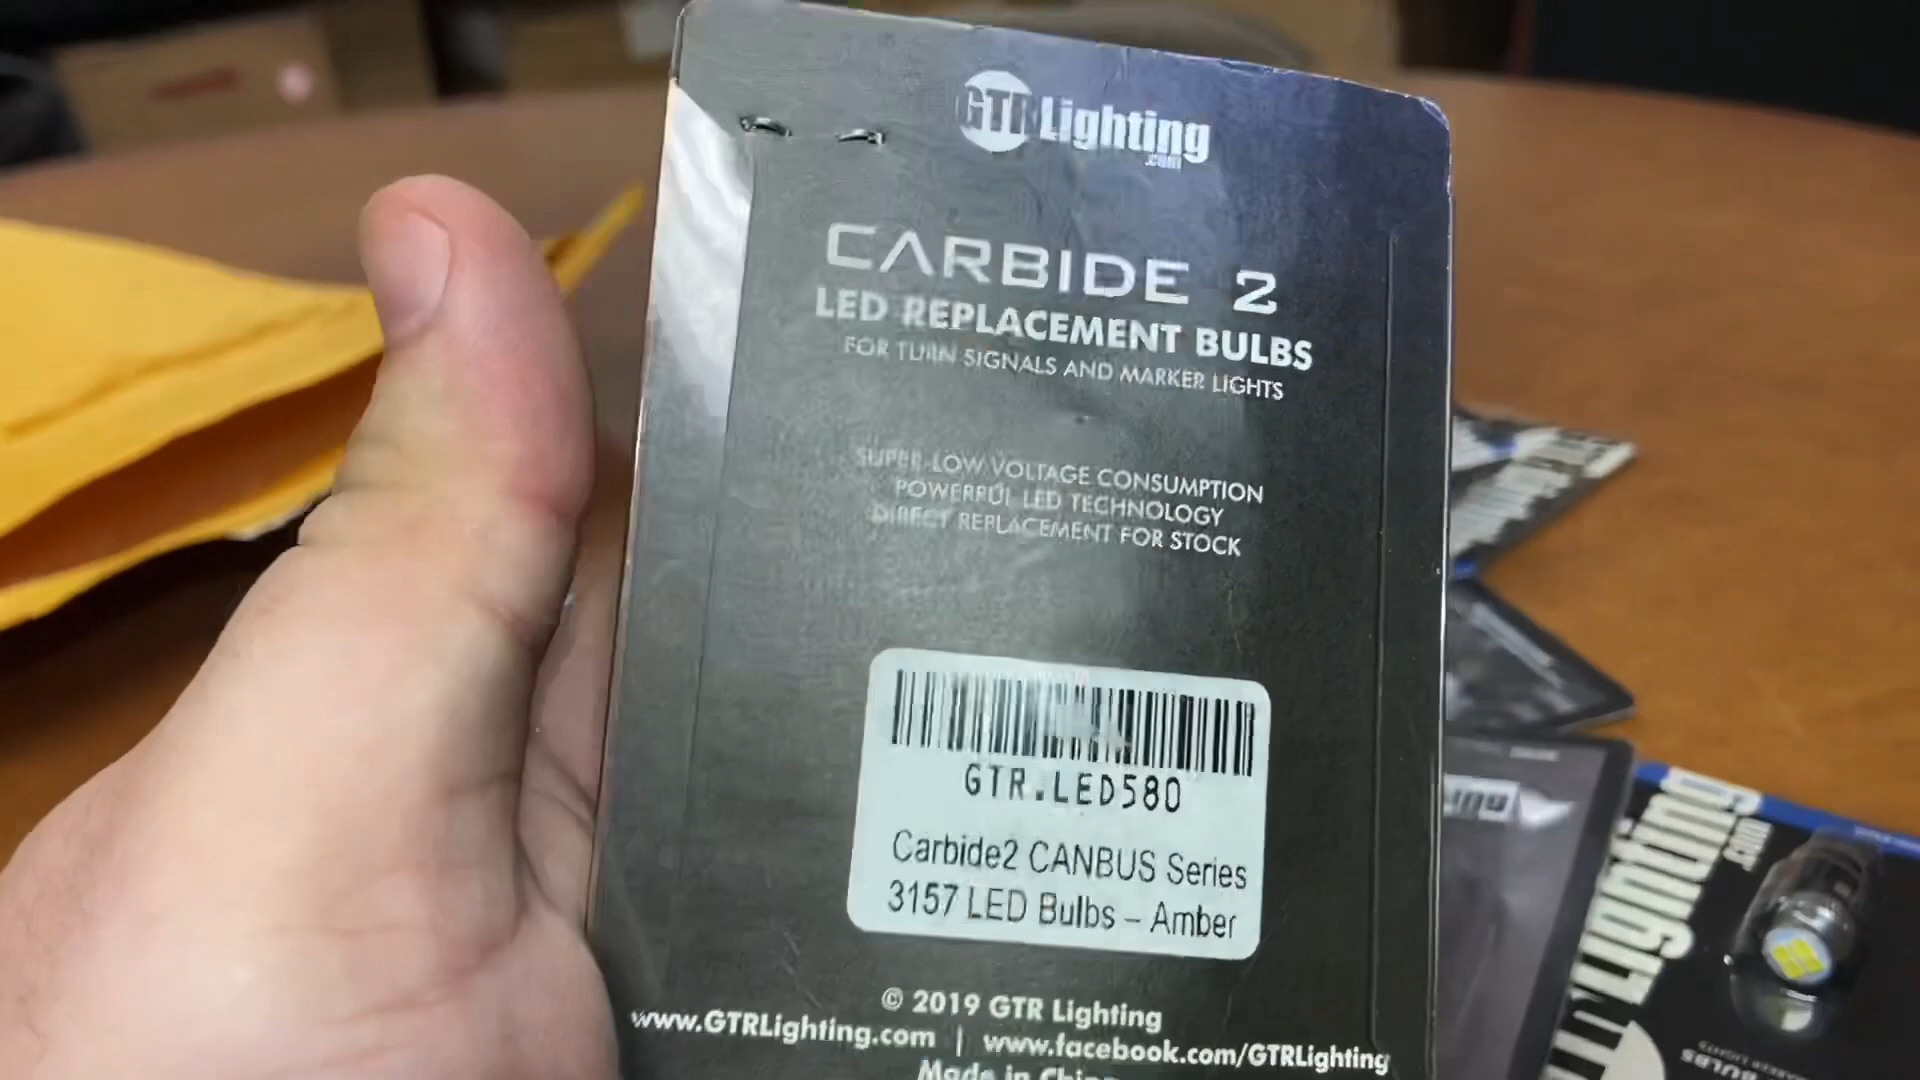 GTR Lighting
.com
CARBIDE 2
LED REPLACEMENT BULBS
FOR TURN SIGNALS AND MARKER LIGHTS
SUPER LOW VOLTAGE CONSUMPTION
POWERFUL LED TECHNOLOGY
DIRECT REPLACEMENT FOR STOCK
GTR.LED580
Carbide2 CANBUS Series
3157 LED Bulbs – Amber
© 2019 GTR Lighting
www.GTRLighting.com | www.facebook.com/GTRLighting
Made in China
Lighting
BULBS